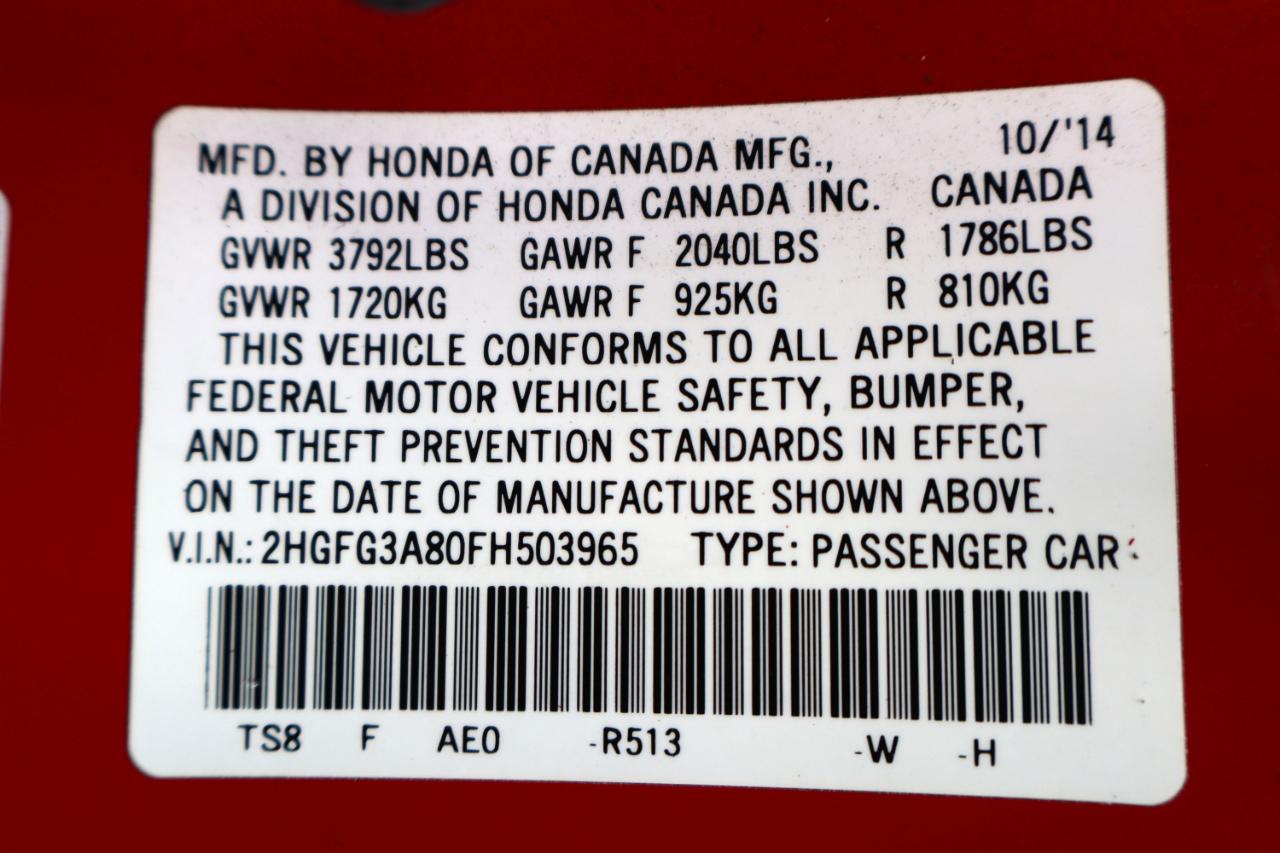 MFD. BY HONDA OF CANADA MFG., 10/'14
A DIVISION OF HONDA CANADA INC. CANADA
GVWR 3792LBS GAWR F 2040LBS R 1786LBS
GVWR 1720KG GAWR F 925KG R 810KG
THIS VEHICLE CONFORMS TO ALL APPLICABLE
FEDERAL MOTOR VEHICLE SAFETY, BUMPER,
AND THEFT PREVENTION STANDARDS IN EFFECT
ON THE DATE OF MANUFACTURE SHOWN ABOVE.
V.I.N.: 2HGFG3A80FH503965 TYPE: PASSENGER CAR
TS8 F AE0 -R513 -W -H